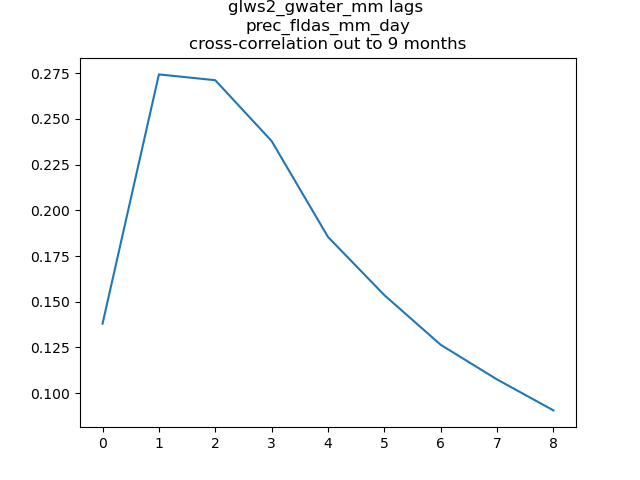 glws2_gwater_mm lags
prec_fldas_mm_day
cross-correlation out to 9 months
0.275
0.250
0.225
0.200
0.175
0.150
0.125
0.100
0 1 2 3 4 5 6 7 8